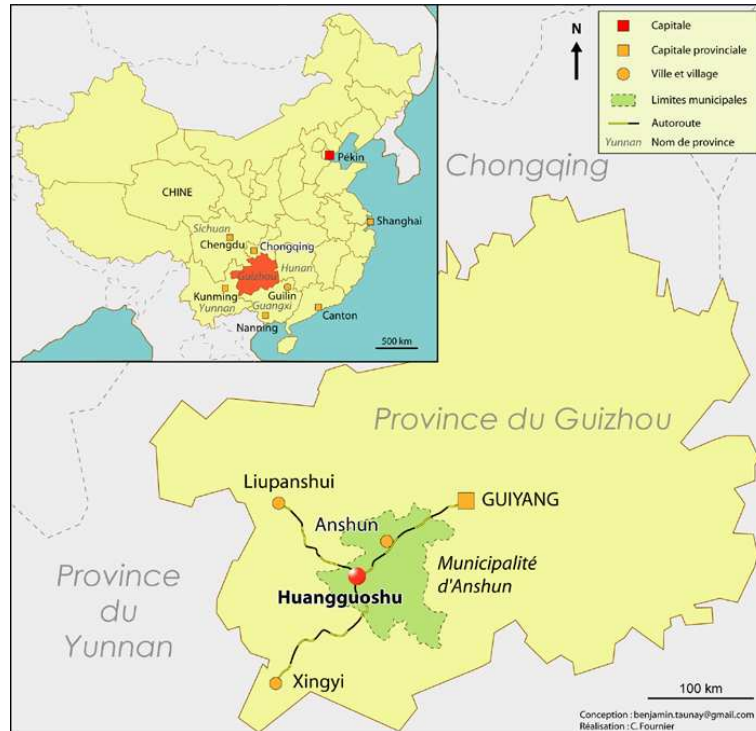 N
Capitale
Capitale provinciale
Ville et village
Limites municipales
Autoroute
Yunnan Nom de province
Pékin
CHINE
Shanghai
Sichuan
Chengdu
Chongqing
Guizhou
Hunan
Kunming
Yunnan
Guilin
Guangxi
Nanning
Canton
500 km
Chongqing
Province du Guizhou
Liupanshui
GUIYANG
Anshun
Municipalité
d'Anshun
Huangguoshu
Province
du
Yunnan
Xingyi
100 km
Conception : benjamin.taunay@gmail.com
Réalisation : C. Fournier